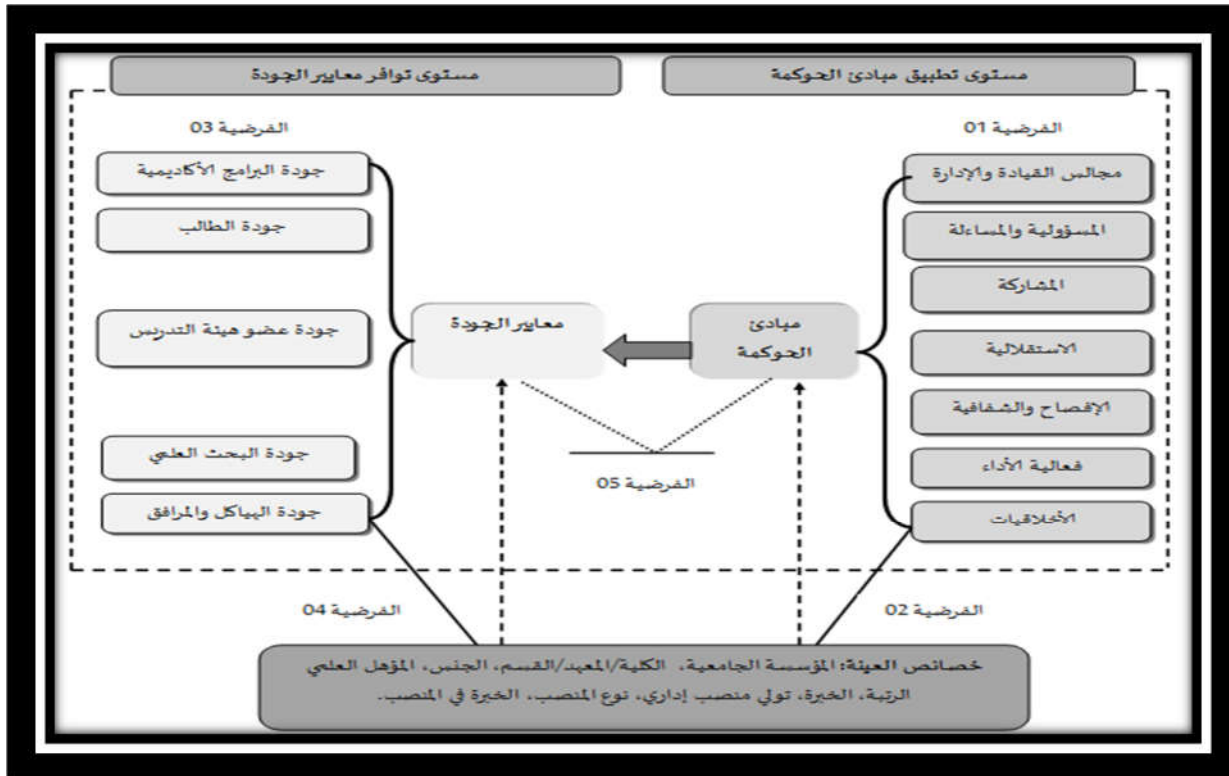 مستوى تطبيق مبادئ الحوكمة
مستوى توافر معايير الجودة
الفرضية 01
مجالس القيادة والإدارة
المسؤولية والمساءلة
المشاركة
الاستقلالية
الإفصاح والشفافية
فعالية الأداء
الأخلاقيات
مبادئ
الحوكمة
معايير الجودة
الفرضية 03
جودة البرامج الأكاديمية
جودة الطالب
جودة عضو هيئة التدريس
جودة البحث العلمي
جودة الهياكل والمرافق
الفرضية 05
الفرضية 02
الفرضية 04
خصائص العينة: المؤسسة الجامعية، الكلية/المعهد/القسم، الجنس، المؤهل العلمي
الرتبة، الخبرة، تولي منصب إداري، نوع المنصب، الخبرة في المنصب.